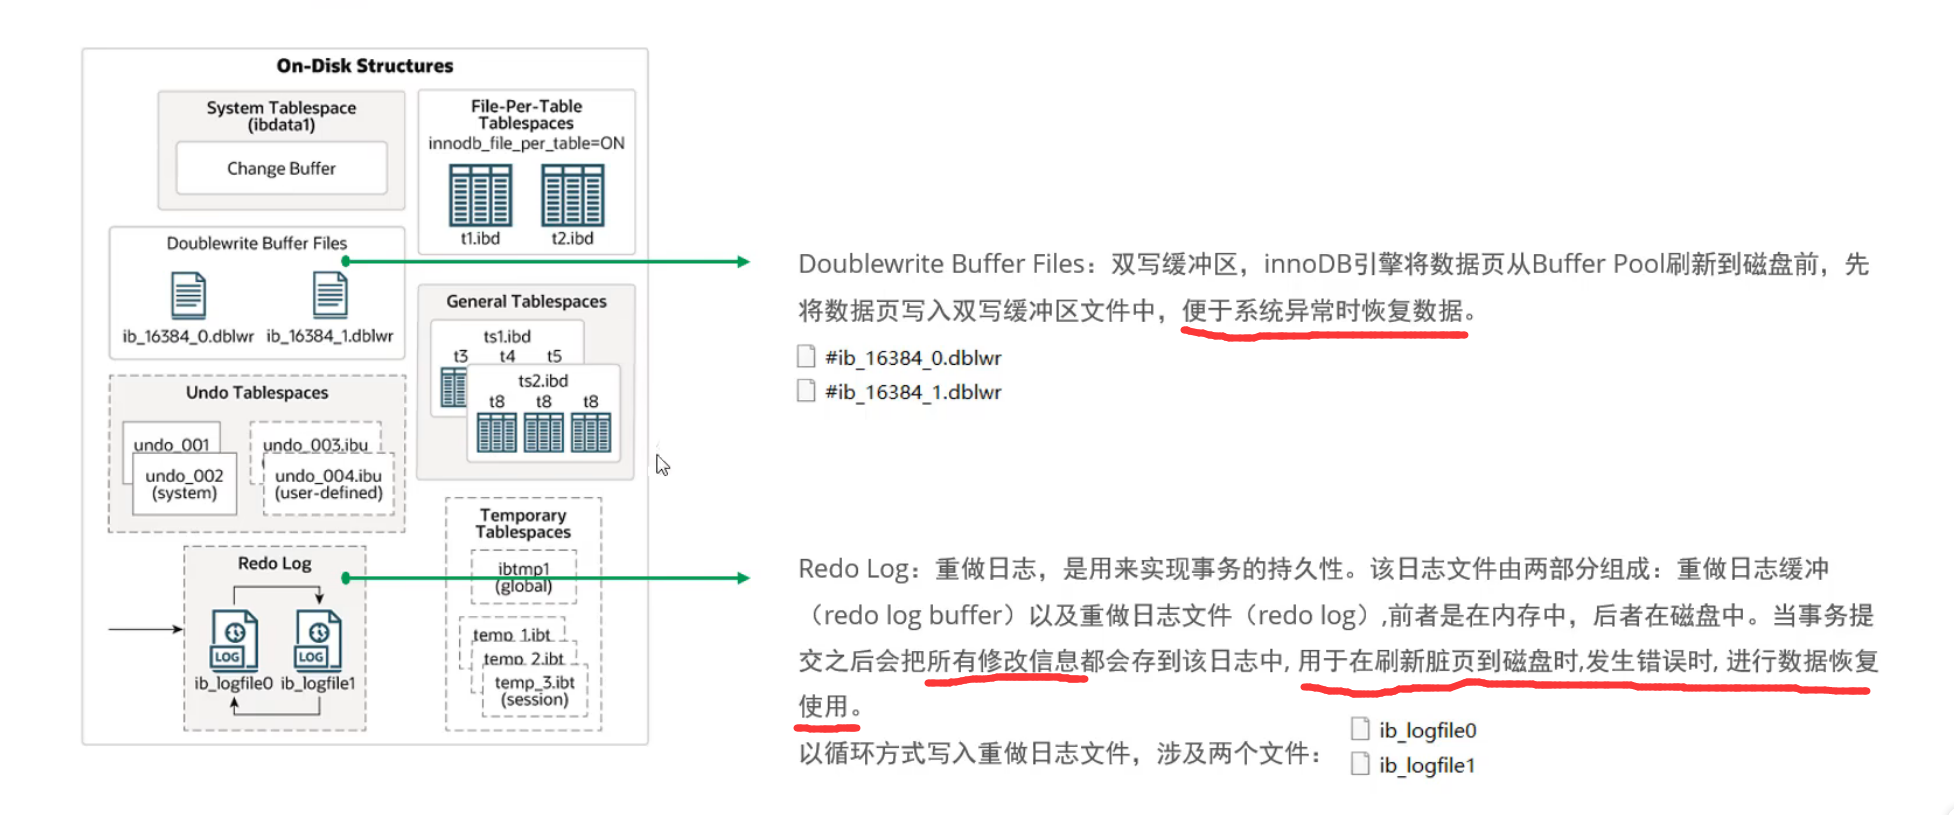 On-Disk Structures
System Tablespace
(ibdata1)
Change Buffer
File-Per-Table
Tablespaces
innodb_file_per_table=ON
t1.ibd t2.ibd
Doublewrite Buffer Files
ib_16384_0.dblwr ib_16384_1.dblwr
General Tablespaces
ts1.ibd
t3 t4 t5
ts2.ibd
t8 t8 t8
Undo Tablespaces
undo_001
undo_002
(system)
undo_003.ibu
undo_004.ibu
(user-defined)
Temporary
Tablespaces
ibtmp1
(global)
temp_1.ibt
temp_2.ibt
temp_3.ibt
(session)
Redo Log
LOG LOG
ib_logfile0 ib_logfile1
Doublewrite Buffer Files：双写缓冲区，innoDB引擎将数据页从Buffer Pool刷新到磁盘前，先
将数据页写入双写缓冲区文件中，便于系统异常时恢复数据。
#ib_16384_0.dblwr
#ib_16384_1.dblwr
Redo Log：重做日志，是用来实现事务的持久性。该日志文件由两部分组成：重做日志缓冲
（redo log buffer）以及重做日志文件（redo log）,前者是在内存中，后者在磁盘中。当事务提
交之后会把所有修改信息都会存到该日志中, 用于在刷新脏页到磁盘时,发生错误时, 进行数据恢复
使用。
以循环方式写入重做日志文件，涉及两个文件：
ib_logfile0
ib_logfile1